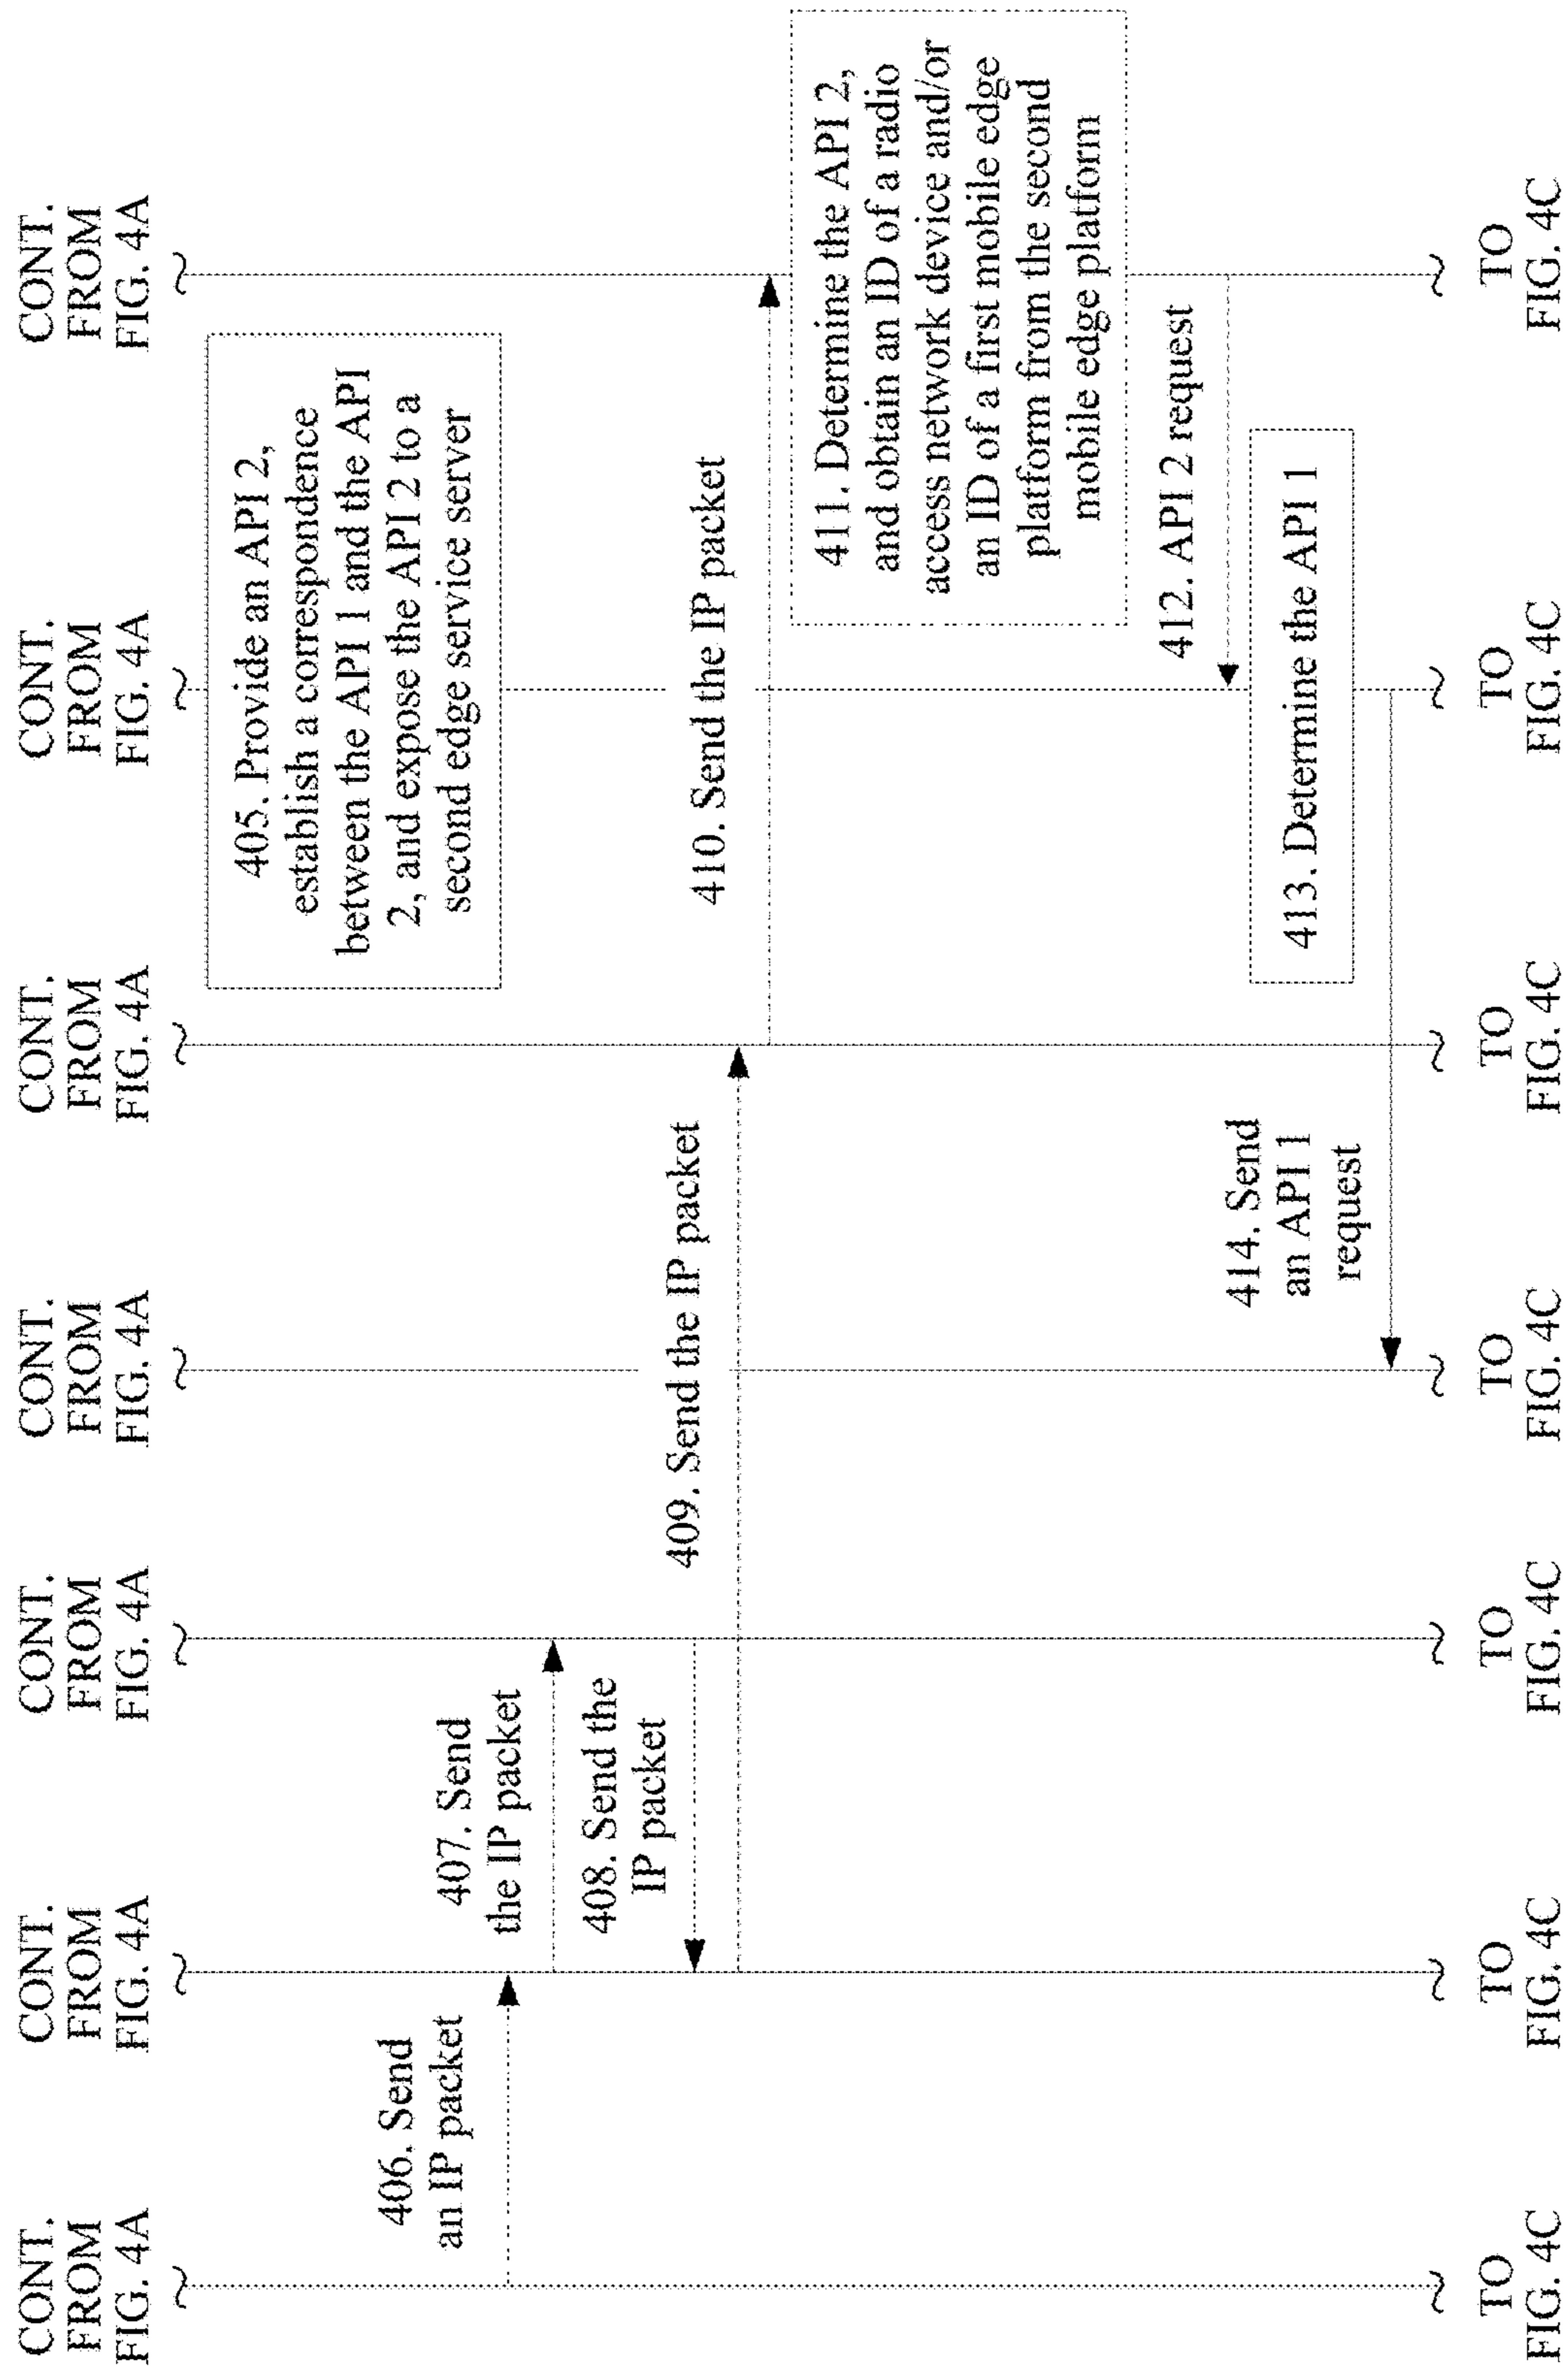 CONT.
FROM
FIG. 4A
CONT.
FROM
FIG. 4A
CONT.
FROM
FIG. 4A
CONT.
FROM
FIG. 4A
CONT.
FROM
FIG. 4A
CONT.
FROM
FIG. 4A
CONT.
FROM
FIG. 4A
405. Provide an API 2,
establish a correspondence
between the API 1 and the API
2, and expose the API 2 to a
second edge service server
406. Send
an IP packet
407. Send
the IP packet
408. Send the
IP packet
409. Send the IP packet
410. Send the IP packet
411. Determine the API 2,
and obtain an ID of a radio
access network device and/or
an ID of a first mobile edge
platform from the second
mobile edge platform
412. API 2 request
413. Determine the API 1
414. Send
an API 1
request
TO
FIG. 4C
TO
FIG. 4C
TO
FIG. 4C
TO
FIG. 4C
TO
FIG. 4C
TO
FIG. 4C
TO
FIG. 4C